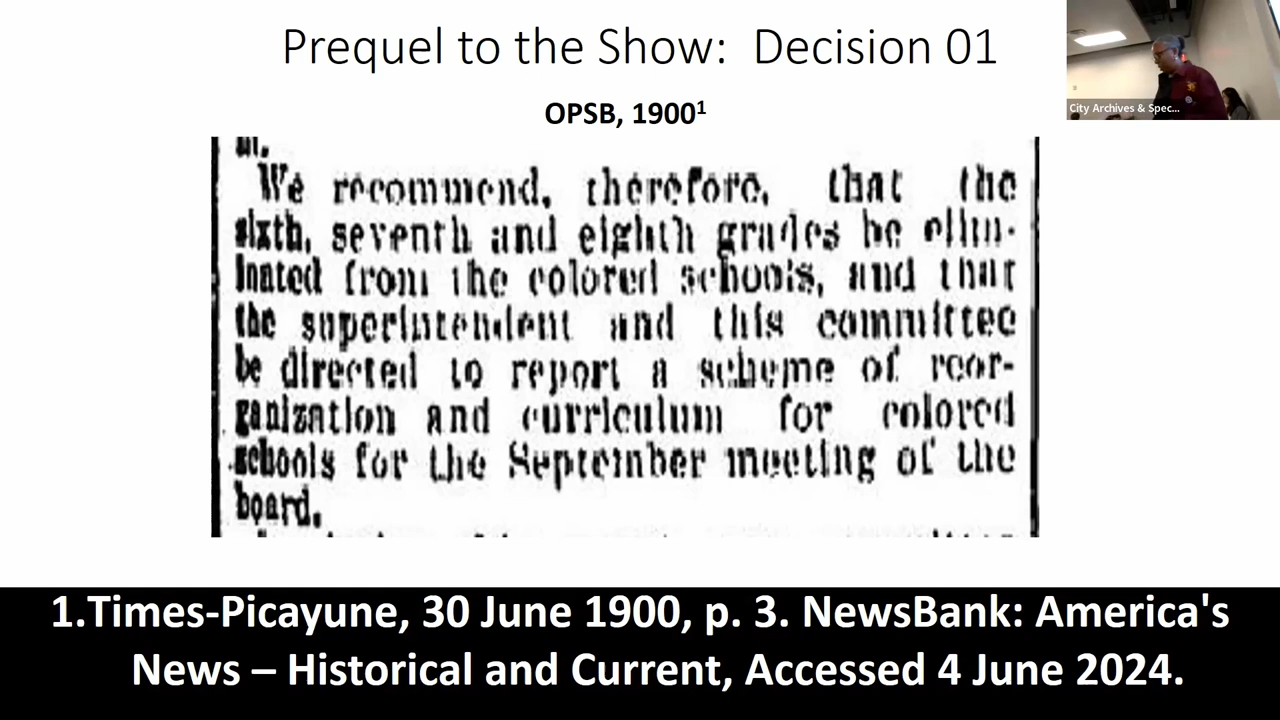 Prequel to the Show: Decision 01
City Archives & Spec...
OPSB, 1900¹
We recommend, therefore, that the
sixth, seventh and eighth grades be elim-
inated from the colored schools, and that
the superintendent and this committee
be directed to report a scheme of reor-
ganization and curriculum for colored
schools for the September meeting of the
board.
1.Times-Picayune, 30 June 1900, p. 3. NewsBank: America's
News – Historical and Current, Accessed 4 June 2024.